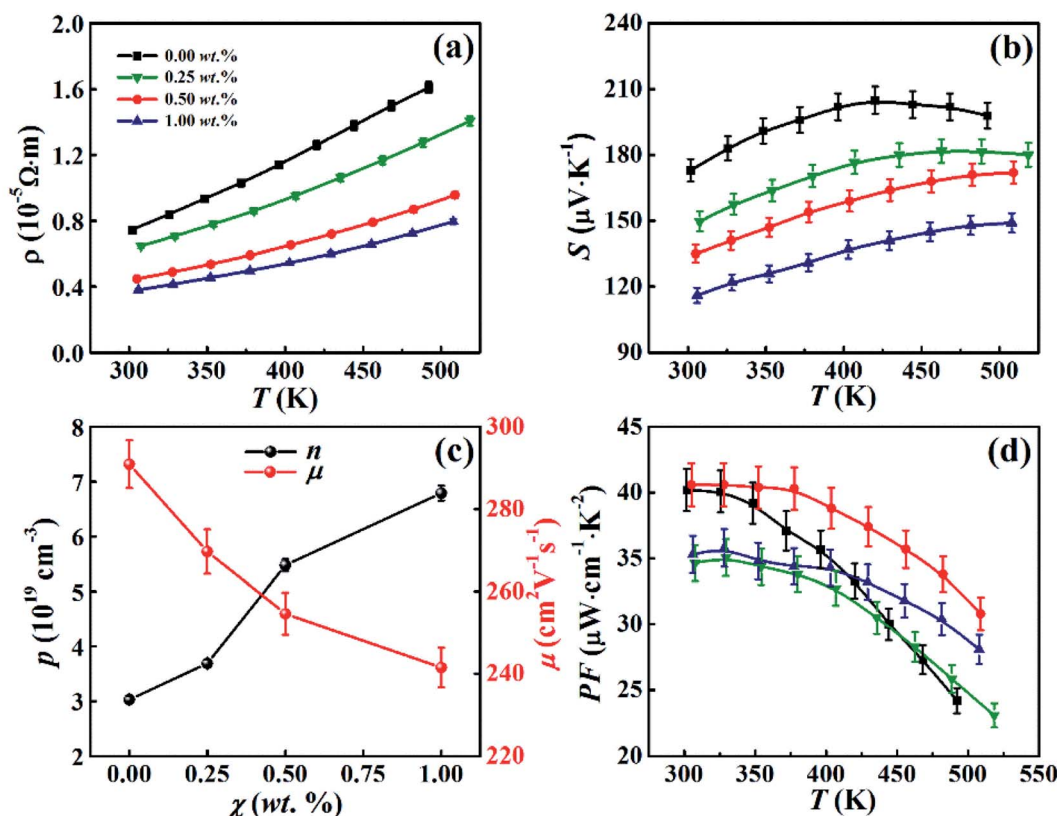 (a)
0.00 wt.%
0.25 wt.%
0.50 wt.%
1.00 wt.%
2.0
1.6
1.2
0.8
0.4
0.0
ρ (10⁻⁵Ω·m)
300 350 400 450 500
T (K)
(b)
240
210
180
150
120
90
S (μV·K⁻¹)
300 350 400 450 500
T (K)
(c)
n
μ
8
7
6
5
4
3
2
p (10¹⁹ cm⁻³)
300
280
260
240
220
μ (cm²V⁻¹s⁻¹)
0.00 0.25 0.50 0.75 1.00
χ (wt. %)
(d)
45
40
35
30
25
20
PF (μW·cm⁻¹·K⁻²)
300 350 400 450 500 550
T (K)